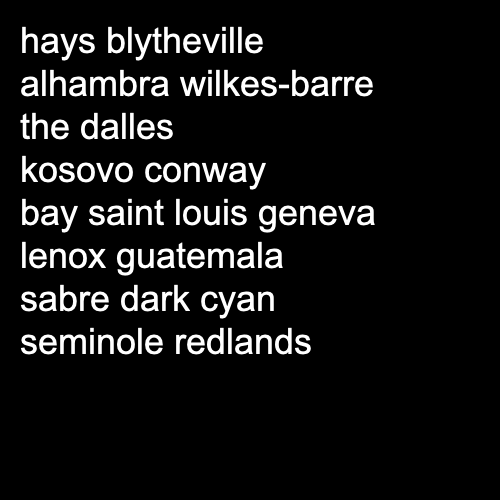 hays blytheville
alhambra wilkes-barre
the dalles
kosovo conway
bay saint louis geneva
lenox guatemala
sabre dark cyan
seminole redlands